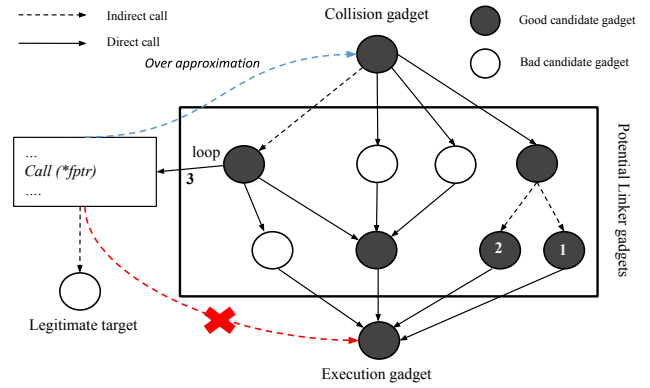 Collision gadget
Indirect call
Direct call
Good candidate gadget
Bad candidate gadget
Over approximation
...
Call (*fptr)
....
loop
3
2
1
Potential Linker gadgets
Legitimate target
Execution gadget